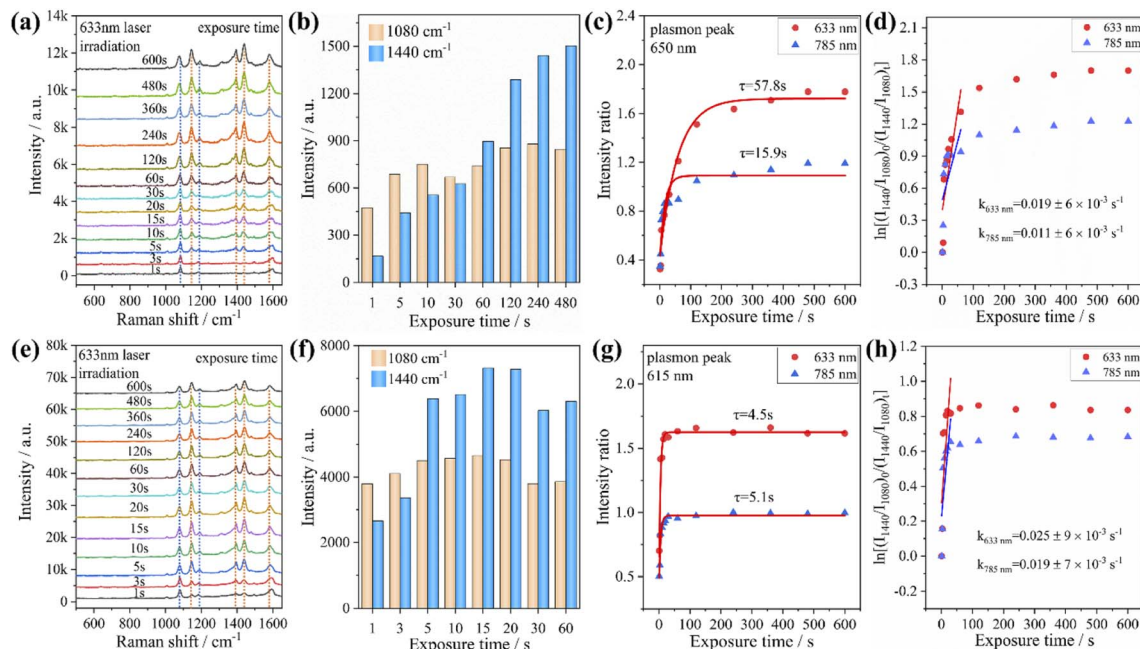 (a)
633nm laser exposure time
irradiation
600s
480s
360s
240s
120s
60s
30s
20s
15s
10s
5s
3s
1s
12k
10k
8k
6k
4k
2k
0
Intensity / a.u.
600 800 1000 1200 1400 1600
Raman shift / cm⁻¹
(b)
1080 cm⁻¹
1440 cm⁻¹
1500
1200
900
600
300
0
Intensity / a.u.
1 5 10 30 60 120 240 480
Exposure time / s
(c)
plasmon peak
650 nm
633 nm
785 nm
τ=57.8s
τ=15.9s
2.0
1.6
1.2
0.8
0.4
Intensity ratio
0 100 200 300 400 500 600
Exposure time / s
(d)
633 nm
785 nm
2.1
1.8
1.5
1.2
0.9
0.6
0.3
0.0
-0.3
ln[(I₁₄₄₀/I₁₀₈₀)₀/(I₁₄₄₀/I₁₀₈₀)ₜ]
k₆₃₃ ₙₘ=0.019 ± 6 × 10⁻³ s⁻¹
k₇₈₅ ₙₘ=0.011 ± 6 × 10⁻³ s⁻¹
0 100 200 300 400 500 600
Exposure time / s
(e)
633nm laser exposure time
irradiation
600s
480s
360s
240s
120s
60s
30s
20s
15s
10s
5s
3s
1s
80k
70k
60k
50k
40k
30k
20k
10k
0
Intensity / a.u.
600 800 1000 1200 1400 1600
Raman shift / cm⁻¹
(f)
1080 cm⁻¹
1440 cm⁻¹
8000
6000
4000
2000
0
Intensity / a.u.
1 3 5 10 15 20 30 60
Exposure time / s
(g)
plasmon peak
615 nm
633 nm
785 nm
τ=4.5s
τ=5.1s
2.0
1.5
1.0
0.5
Intensity ratio
0 100 200 300 400 500 600
Exposure time / s
(h)
633 nm
785 nm
1.2
1.0
0.8
0.6
0.4
0.2
0.0
-0.2
ln[(I₁₄₄₀/I₁₀₈₀)₀/(I₁₄₄₀/I₁₀₈₀)ₜ]
k₆₃₃ ₙₘ=0.025 ± 9 × 10⁻³ s⁻¹
k₇₈₅ ₙₘ=0.019 ± 7 × 10⁻³ s⁻¹
0 100 200 300 400 500 600
Exposure time / s